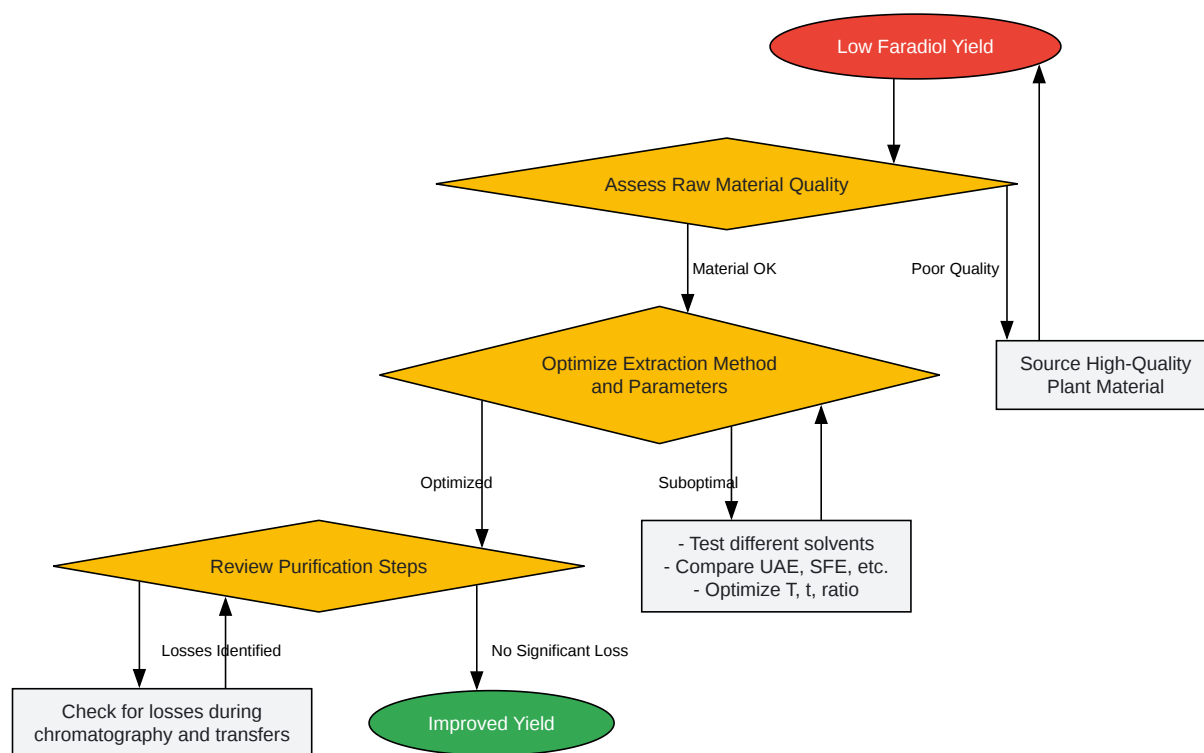 Low Faradiol Yield
Assess Raw Material Quality
Material OK
Poor Quality
Optimize Extraction Method
and Parameters
Source High-Quality
Plant Material
Optimized
Suboptimal
- Test different solvents
- Compare UAE, SFE, etc.
- Optimize T, t, ratio
Review Purification Steps
Losses Identified
No Significant Loss
Check for losses during
chromatography and transfers
Improved Yield